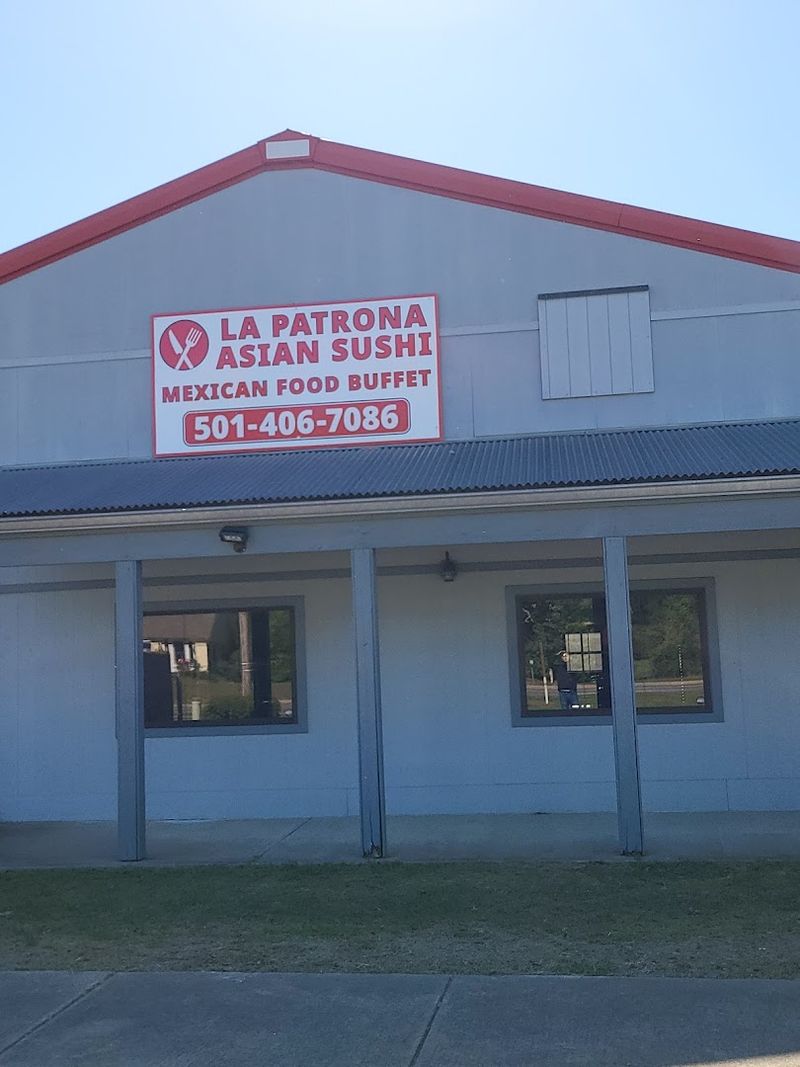 LA PATRONA
ASIAN SUSHI
MEXICAN FOOD BUFFET
501-406-7086